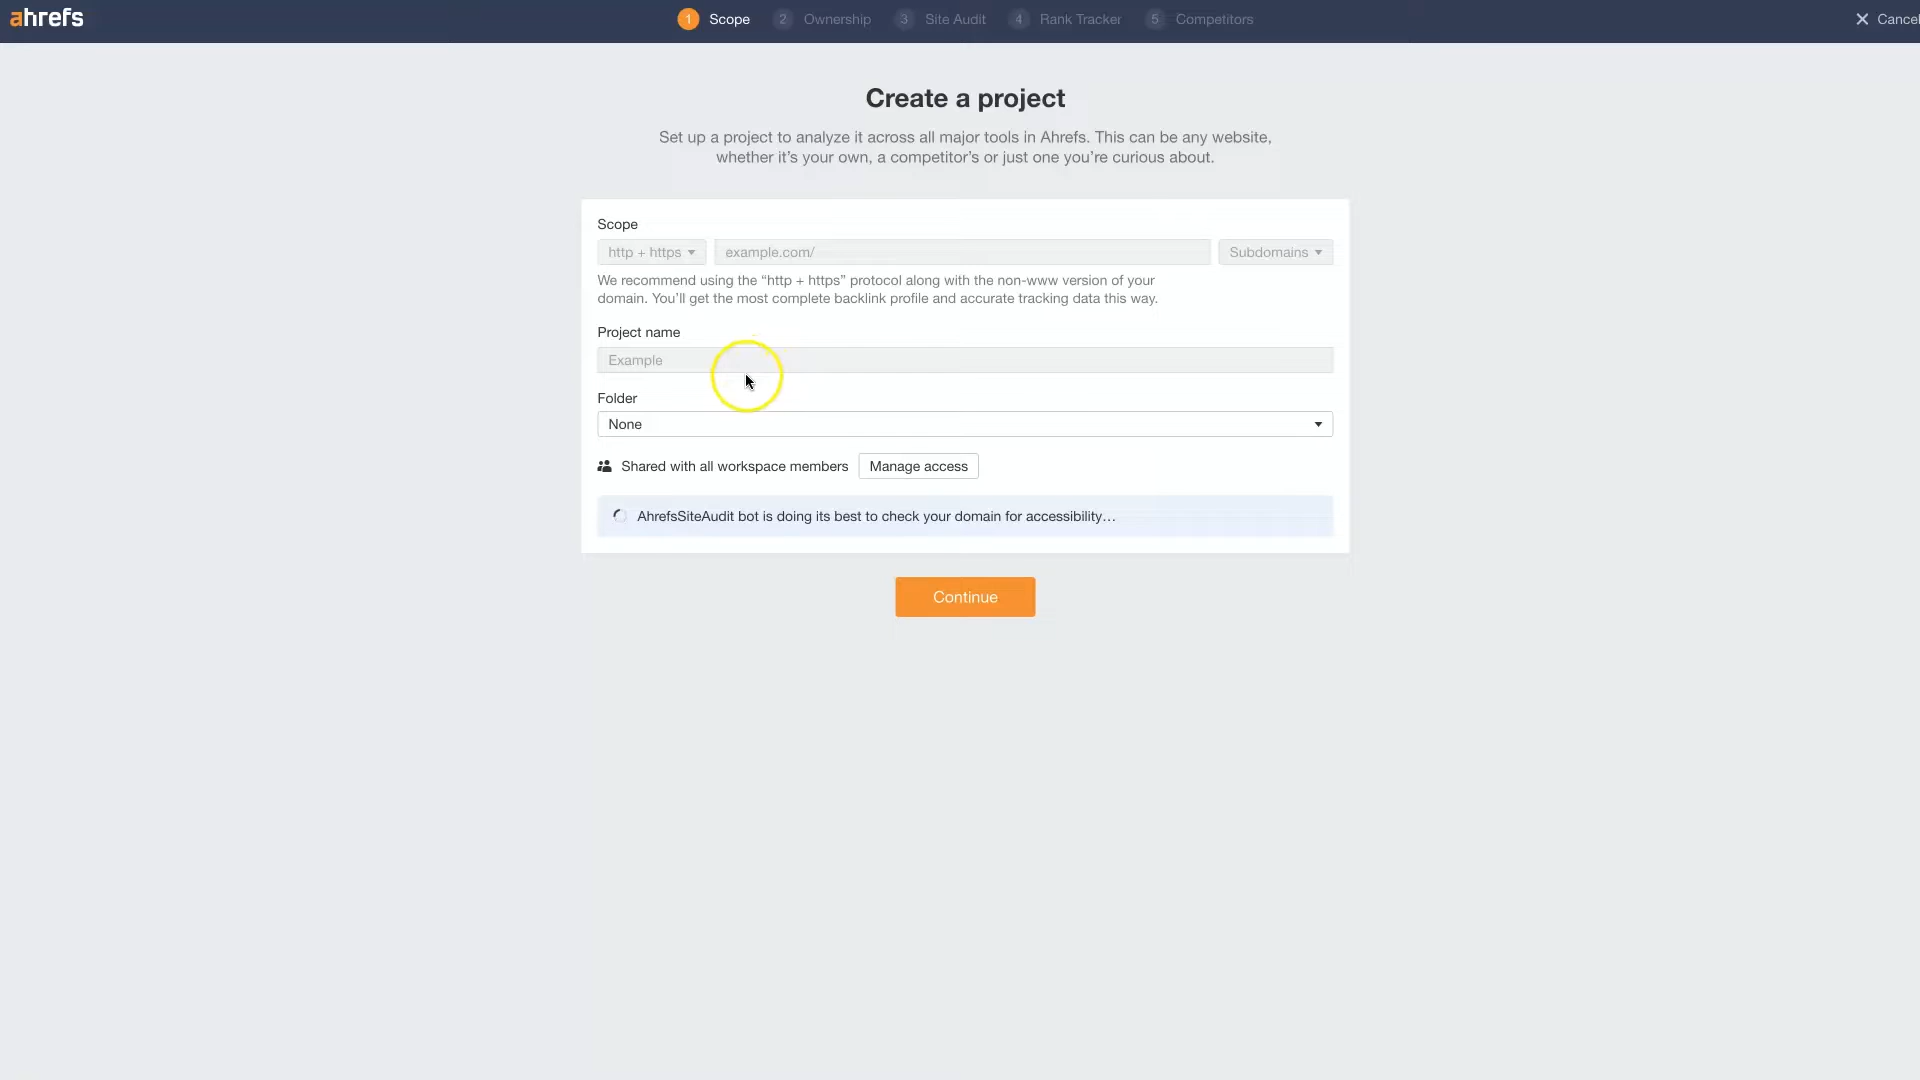 ahrefs
1 Scope 2 Ownership 3 Site Audit 4 Rank Tracker 5 Competitors
Cancel
Create a project
Set up a project to analyze it across all major tools in Ahrefs. This can be any website,
whether it’s your own, a competitor’s or just one you’re curious about.
Scope
http + https example.com/ Subdomains
We recommend using the “http + https” protocol along with the non-www version of your
domain. You’ll get the most complete backlink profile and accurate tracking data this way.
Project name
Example
Folder
None
Shared with all workspace members Manage access
AhrefsSiteAudit bot is doing its best to check your domain for accessibility…
Continue